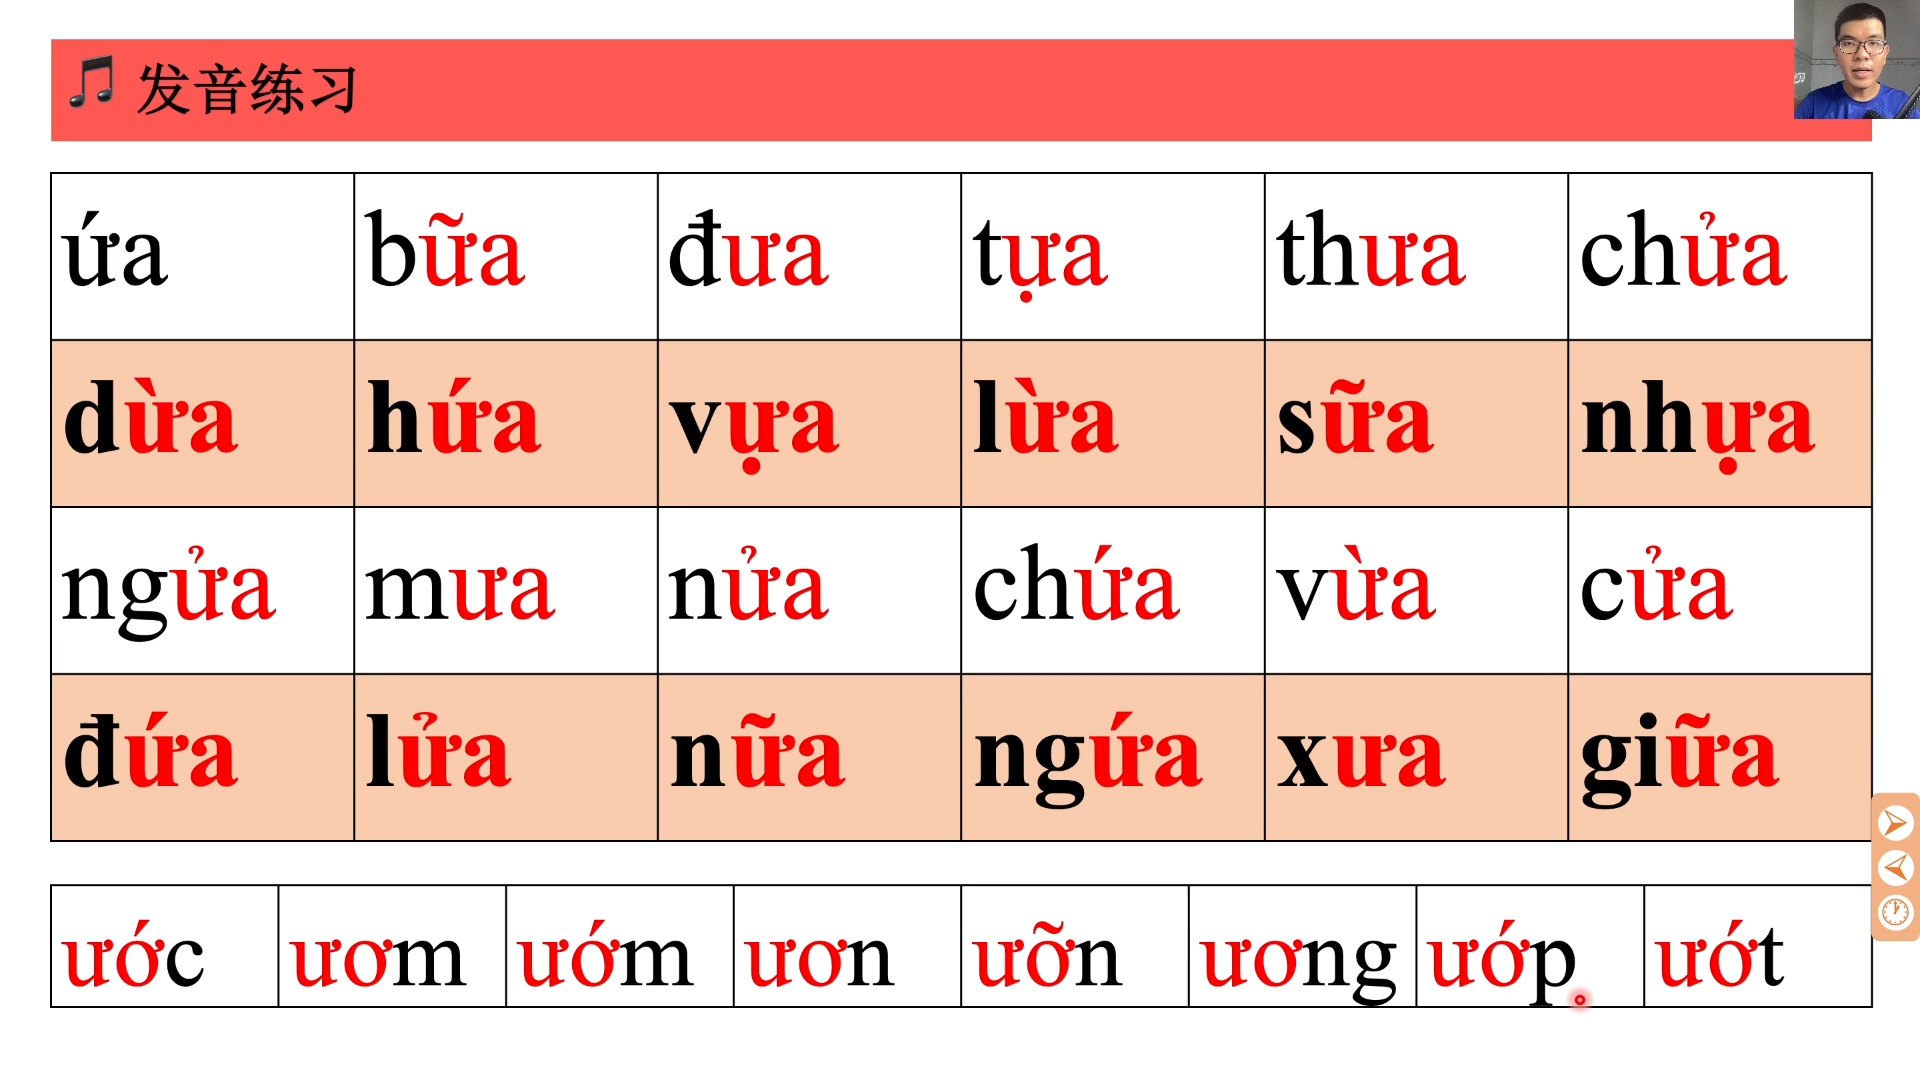 🎵 发音练习
ứa bữa đưa tựa thưa chửa
dừa hứa vựa lừa sữa nhựa
ngửa mưa nửa chứa vừa cửa
đứa lửa nữa ngứa xưa giữa
ước ươm ướm ươn ưỡn ương ướp ướt